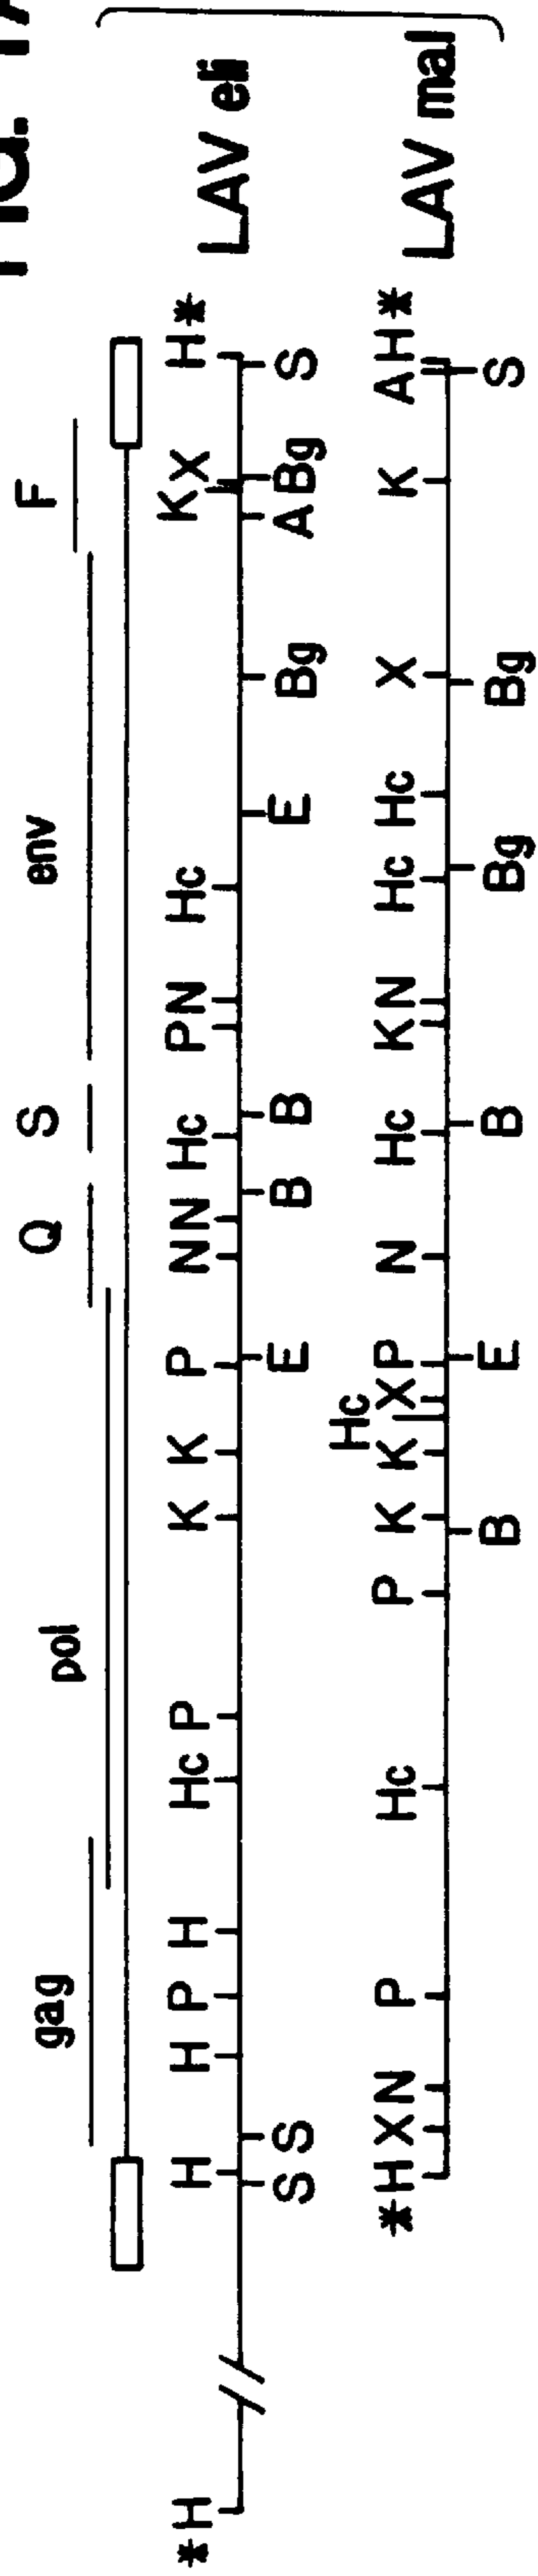 FIG. 1A
gag pol Q S env F
*H H H P H Hc P K K P N N Hc P N Hc K X H* LAV eli
S S E B B E Bg A Bg S
Hc
*H X N P Hc P K K X P N Hc K N Hc Hc X K A H* LAV mal
B E B Bg Bg S